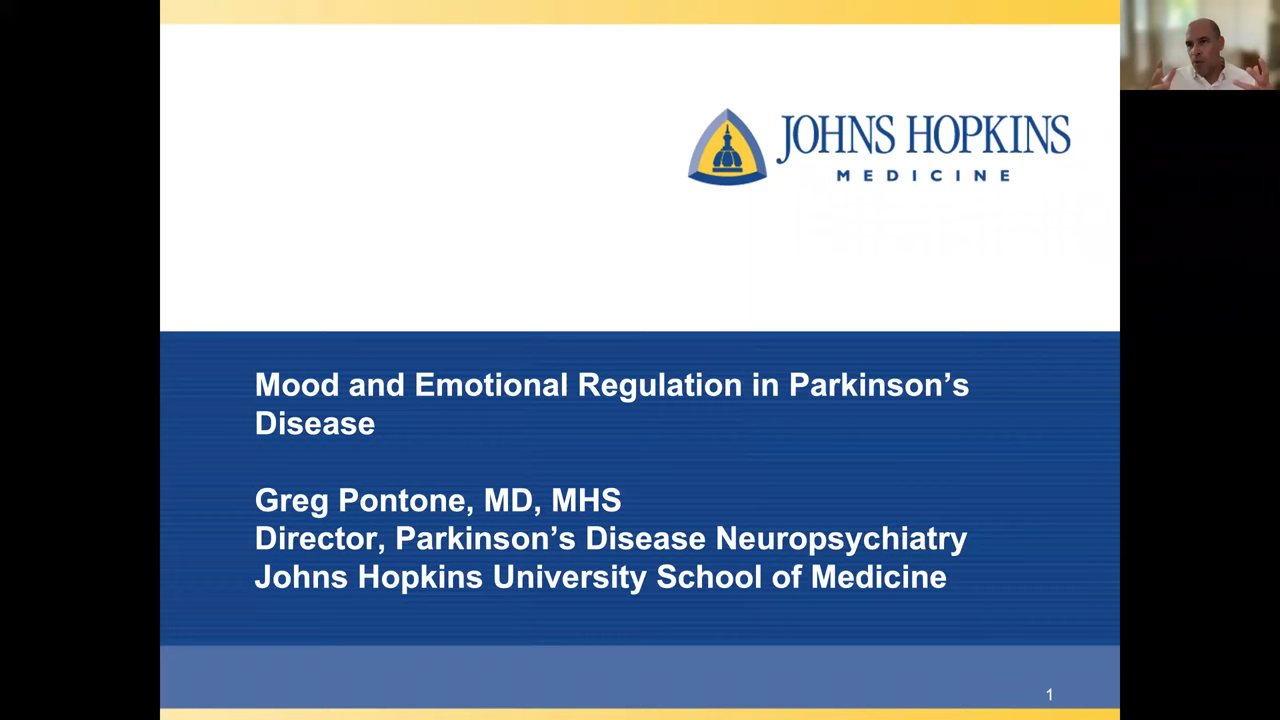 JOHNS HOPKINS
MEDICINE
Mood and Emotional Regulation in Parkinson’s
Disease
Greg Pontone, MD, MHS
Director, Parkinson’s Disease Neuropsychiatry
Johns Hopkins University School of Medicine
1